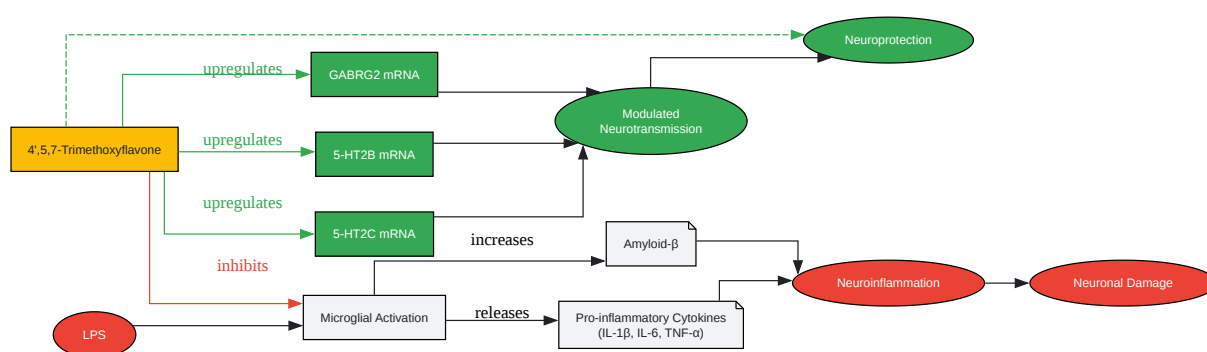 Neuroprotection
upregulates
GABRG2 mRNA
Modulated
Neurotransmission
4',5,7-Trimethoxyflavone
upregulates
5-HT2B mRNA
upregulates
5-HT2C mRNA
increases
Amyloid-β
inhibits
Neuroinflammation
Neuronal Damage
LPS
Microglial Activation
releases
Pro-inflammatory Cytokines
(IL-1β, IL-6, TNF-α)